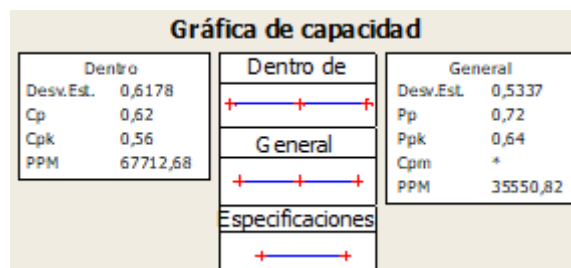 Gráfica de capacidad
Dentro
Desv.Est. 0,6178
Cp 0,62
Cpk 0,56
PPM 67712,68
Dentro de
General
Especificaciones
General
Desv.Est. 0,5337
Pp 0,72
Ppk 0,64
Cpm *
PPM 35550,82